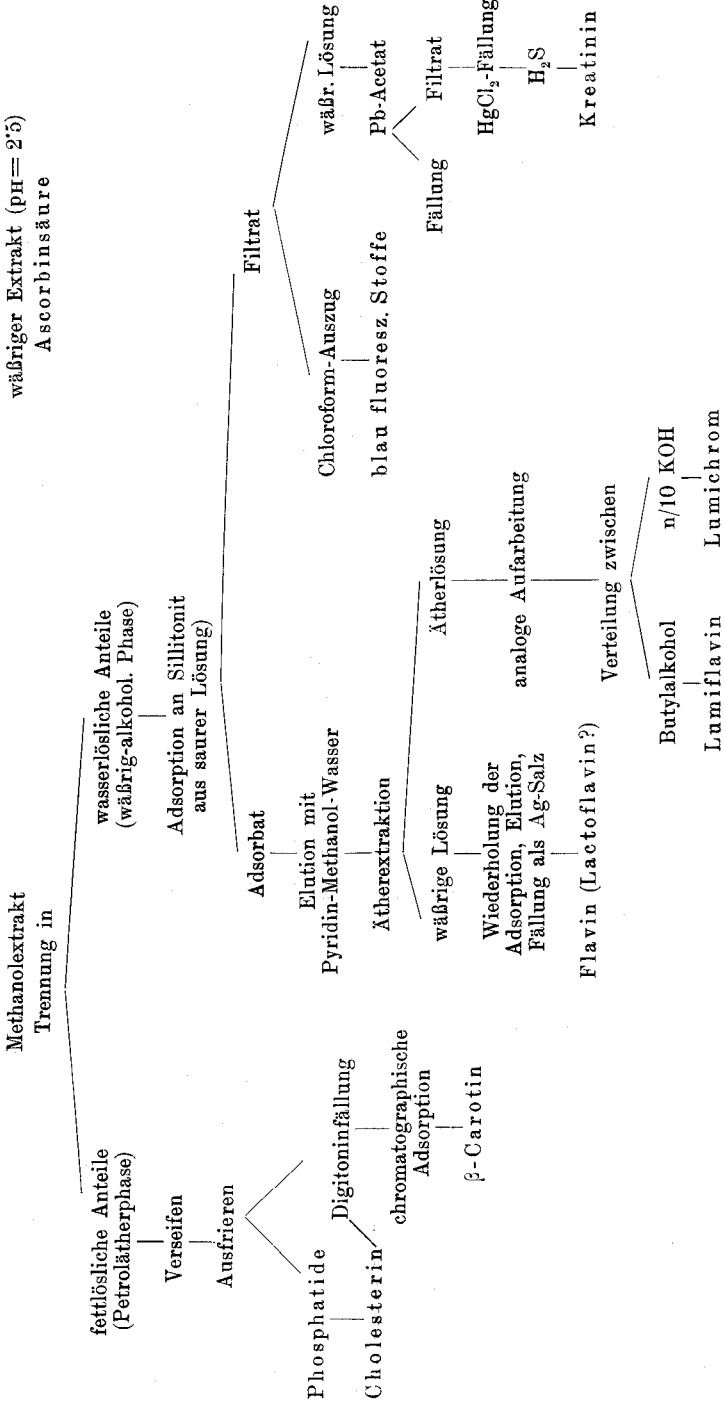 Methanolextrakt
Trennung in
wäßriger Extrakt (pH = 2·5)
Ascorbinsäure
fettlösliche Anteile
(Petrolätherphase)
Verseifen
Ausfrieren
Phosphatide
Cholesterin
Digitoninfällung
chromatographische
Adsorption
β-Carotin
wasserlösliche Anteile
(wäßrig-alkohol. Phase)
Adsorption an Sillitonit
aus saurer Lösung)
Adsorbat
Elution mit
Pyridin-Methanol-Wasser
Ätherextraktion
wäßrige Lösung
Wiederholung der
Adsorption, Elution,
Fällung als Ag-Salz
Flavin (Lactoflavin?)
Ätherlösung
analoge Aufarbeitung
Verteilung zwischen
Butylalkohol
Lumiflavin
n/10 KOH
Lumichrom
Filtrat
Chloroform-Auszug
blau fluoresz. Stoffe
wäßr. Lösung
Pb-Acetat
Fällung
Filtrat
HgCl₂-Fällung
H₂S
Kreatinin